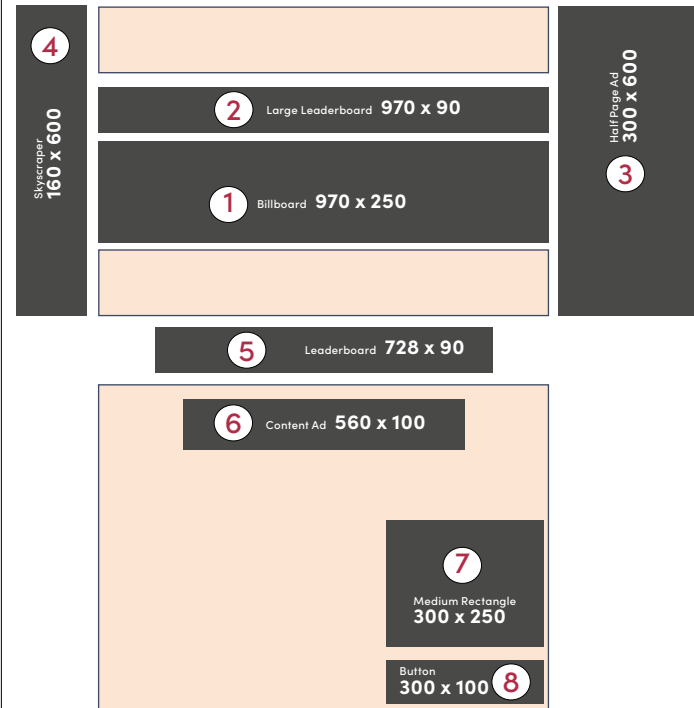 4
Skyscraper
160 x 600
2 Large Leaderboard 970 x 90
1 Billboard 970 x 250
Half Page Ad
300 x 600
3
5 Leaderboard 728 x 90
6 Content Ad 560 x 100
7
Medium Rectangle
300 x 250
Button
300 x 100 8